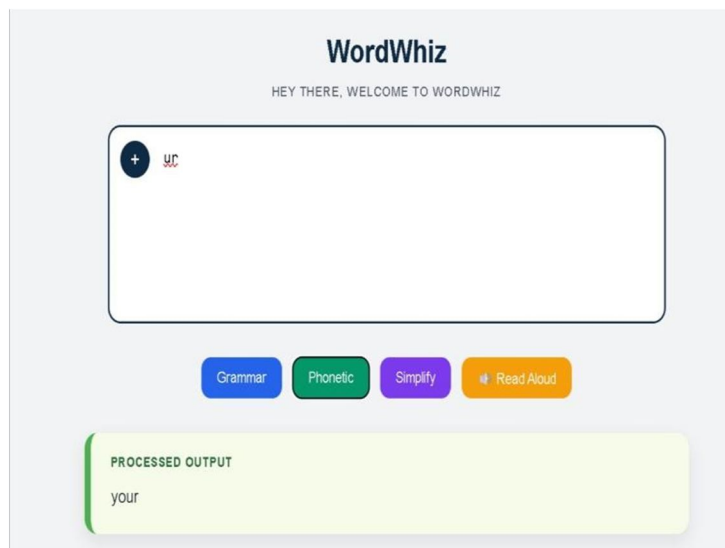 WordWhiz
HEY THERE, WELCOME TO WORDWHIZ
+ ur
Grammar Phonetic Simplify Read Aloud
PROCESSED OUTPUT
your